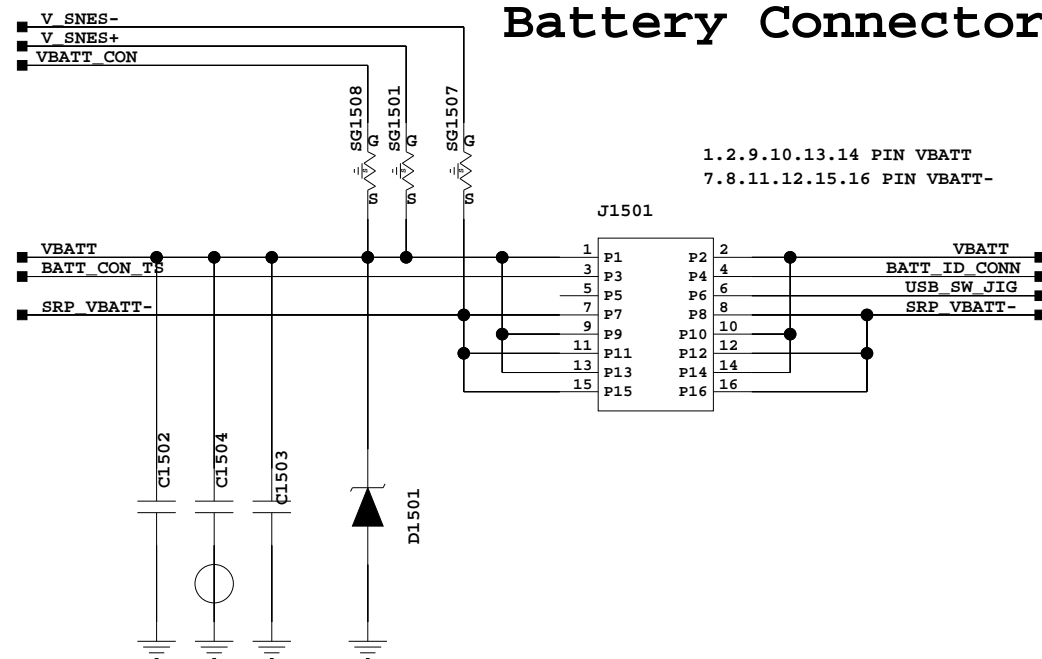 Battery Connector
V_SNES-
V_SNES+
VBATT_CON
SG1508
SG1501
SG1507
G
G
G
S
S
S
1.2.9.10.13.14 PIN VBATT
7.8.11.12.15.16 PIN VBATT-
J1501
VBATT
BATT_CON_TS
SRP_VBATT-
1 P1 P2 2
3 P3 P4 4
5 P5 P6 6
7 P7 P8 8
9 P9 P10 10
11 P11 P12 12
13 P13 P14 14
15 P15 P16 16
VBATT
BATT_ID_CONN
USB_SW_JIG
SRP_VBATT-
C1502
C1504
C1503
D1501